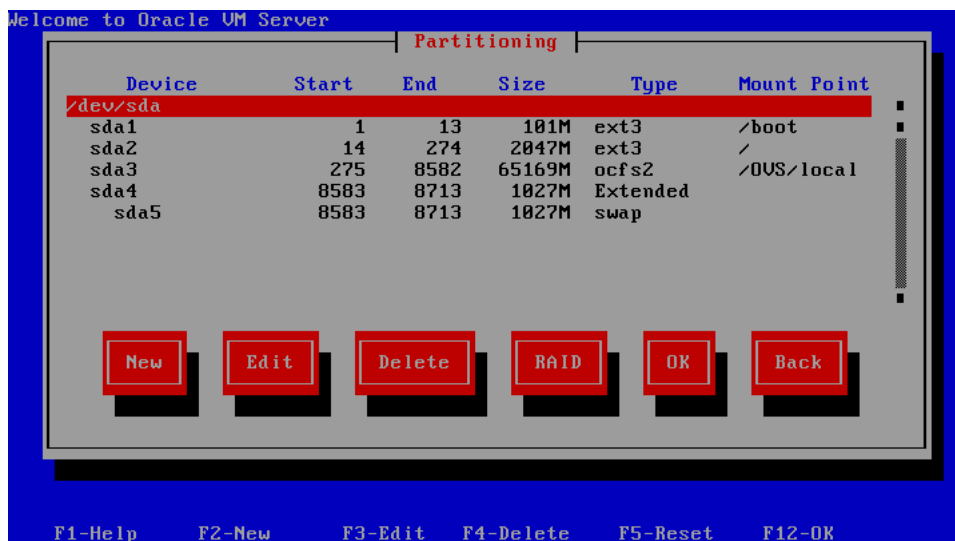 Welcome to Oracle VM Server
Partitioning
Device Start End Size Type Mount Point
/dev/sda
sda1 1 13 101M ext3 /boot
sda2 14 274 2047M ext3 /
sda3 275 8582 65169M ocfs2 /OVS/local
sda4 8583 8713 1027M Extended
sda5 8583 8713 1027M swap
New Edit Delete RAID OK Back
F1-Help F2-New F3-Edit F4-Delete F5-Reset F12-OK